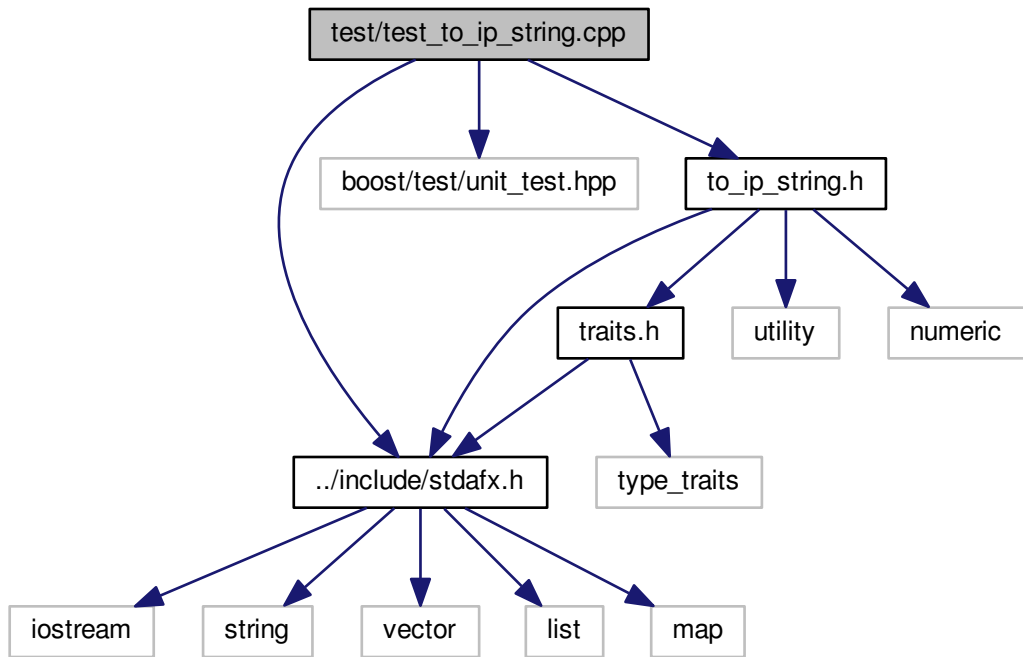 test/test_to_ip_string.cpp
boost/test/unit_test.hpp
to_ip_string.h
traits.h
utility
numeric
../include/stdafx.h
type_traits
iostream
string
vector
list
map